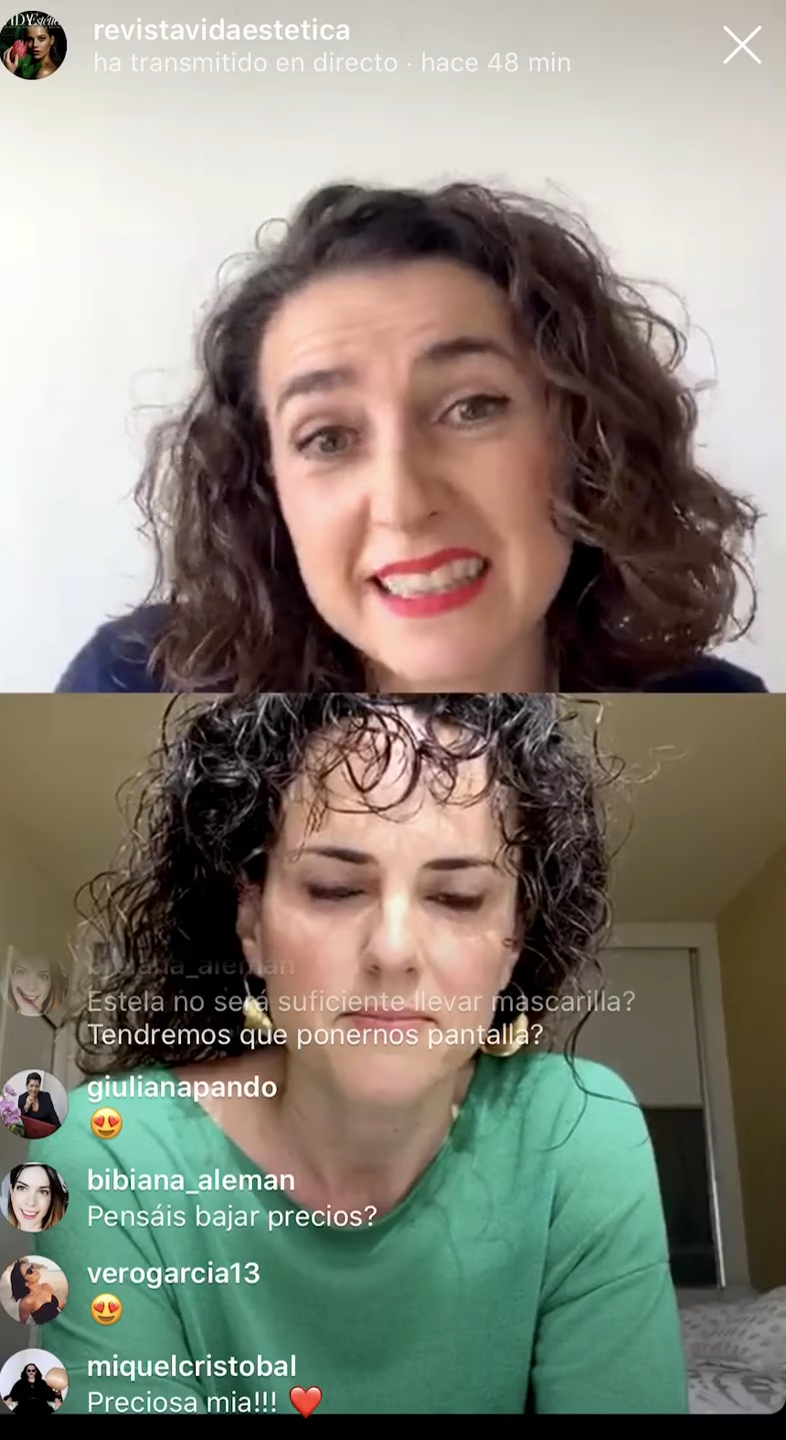 revistavidaestetica
ha transmitido en directo · hace 48 min
Estela no será suficiente llevar mascarilla?
Tendremos que ponernos pantalla?
giulianapando
😍
bibiana_aleman
Pensáis bajar precios?
verogarcia13
😍
miquelcristobal
Preciosa mia!!! ❤️